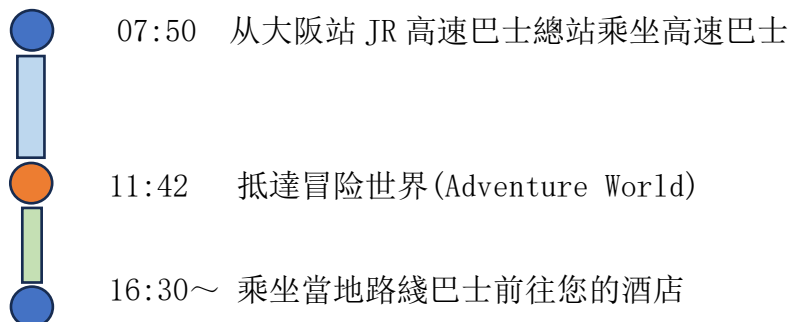 07:50 从大阪站 JR 高速巴士總站乘坐高速巴士
11:42 抵達冒险世界(Adventure World)
16:30～ 乘坐當地路綫巴士前往您的酒店